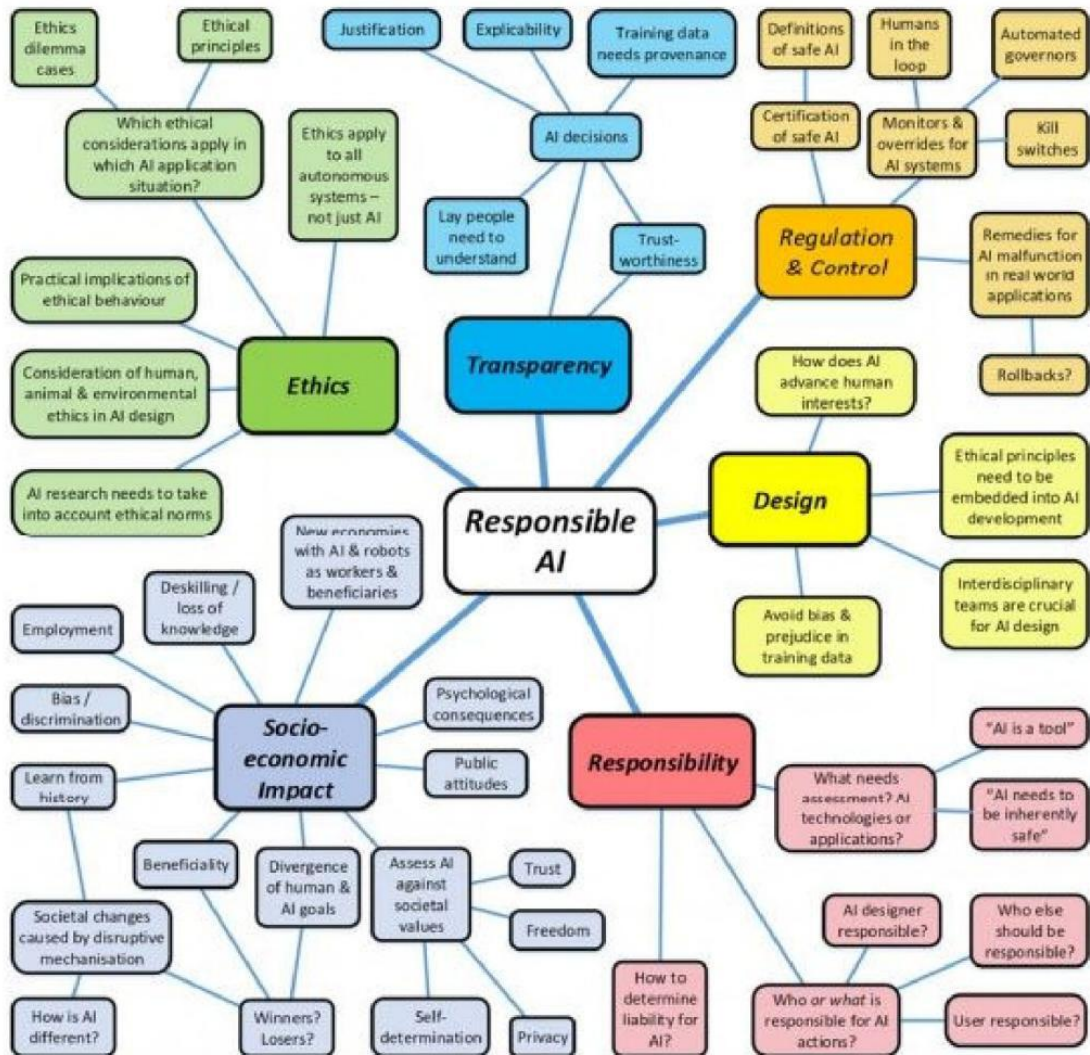 Ethics
dilemma
cases
Ethical
principles
Which ethical
considerations apply in
which AI application
situation?
Ethics apply
to all
autonomous
systems –
not just AI
Practical implications of
ethical behaviour
Consideration of human,
animal & environmental
ethics in AI design
AI research needs to take
into account ethical norms
Ethics
Justification
Explicability
Training data
needs provenance
AI decisions
Lay people
need to
understand
Trust-
worthiness
Transparency
Definitions
of safe AI
Humans
in the
loop
Automated
governors
Certification
of safe AI
Monitors &
overrides for
AI systems
Kill
switches
Regulation
& Control
Remedies for
AI malfunction
in real world
applications
Rollbacks?
How does AI
advance human
interests?
Design
Ethical principles
need to be
embedded into AI
development
Interdisciplinary
teams are crucial
for AI design
Avoid bias &
prejudice in
training data
Responsible
AI
New economies
with AI & robots
as workers &
beneficiaries
Deskilling /
loss of
knowledge
Employment
Bias /
discrimination
Learn from
history
Socio-
economic
Impact
Psychological
consequences
Public
attitudes
Beneficiality
Divergence
of human &
AI goals
Assess AI
against
societal
values
Trust
Freedom
Societal changes
caused by disruptive
mechanisation
How is AI
different?
Winners?
Losers?
Self-
determination
Privacy
Responsibility
What needs
assessment? AI
technologies or
applications?
“AI is a tool”
“AI needs to
be inherently
safe”
How to
determine
liability for
AI?
Who or what is
responsible for AI
actions?
AI designer
responsible?
Who else
should be
responsible?
User responsible?